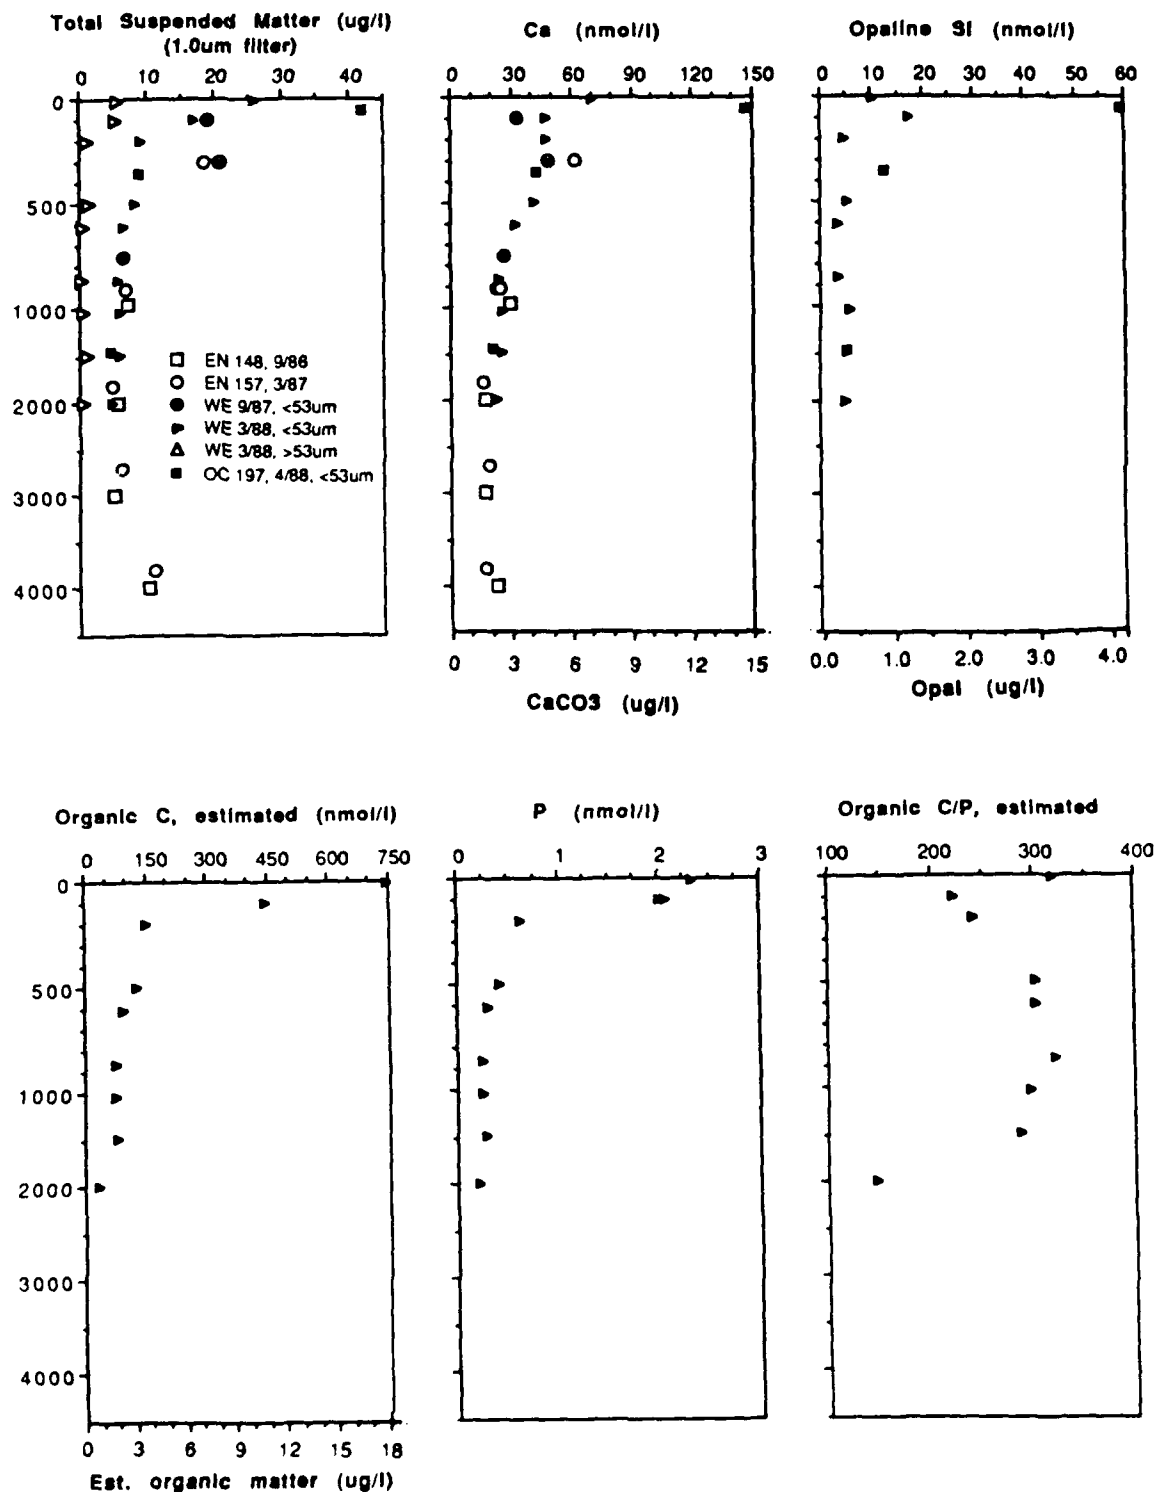 Total Suspended Matter (ug/l)
(1.0um filter)
0 10 20 30 40
0
500
1000
2000
3000
4000
EN 148, 9/86
EN 157, 3/87
WE 9/87, <53um
WE 3/88, <53um
WE 3/88, >53um
OC 197, 4/88, <53um
Ca (nmol/l)
0 30 60 90 120 150
0 3 6 9 12 15
CaCO3 (ug/l)
Opaline Si (nmol/l)
0 10 20 30 40 50 60
0.0 1.0 2.0 3.0 4.0
Opal (ug/l)
Organic C, estimated (nmol/l)
0 150 300 450 600 750
0
500
1000
2000
3000
4000
0 3 6 9 12 15 18
Est. organic matter (ug/l)
P (nmol/l)
0 1 2 3
Organic C/P, estimated
100 200 300 400